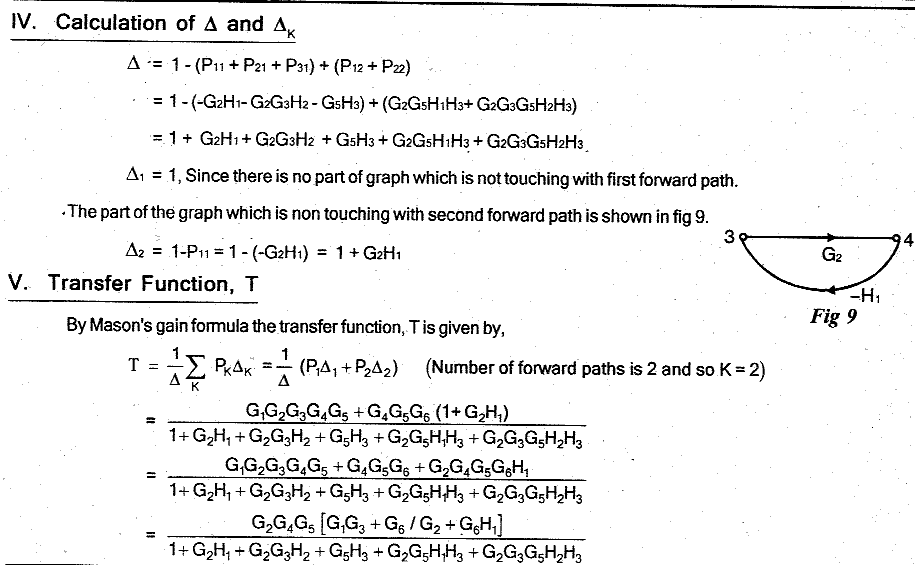 IV. Calculation of Δ and Δ_K
Δ = 1 - (P₁₁ + P₂₁ + P₃₁) + (P₁₂ + P₂₂)
= 1 - (-G₂H₁ - G₂G₃H₂ - G₅H₃) + (G₂G₅H₁H₃ + G₂G₃G₅H₂H₃)
= 1 + G₂H₁ + G₂G₃H₂ + G₅H₃ + G₂G₅H₁H₃ + G₂G₃G₅H₂H₃
Δ₁ = 1, Since there is no part of graph which is not touching with first forward path.
The part of the graph which is non touching with second forward path is shown in fig 9.
Δ₂ = 1-P₁₁ = 1 - (-G₂H₁) = 1 + G₂H₁
3 4
G₂
-H₁
Fig 9
V. Transfer Function, T
By Mason's gain formula the transfer function, T is given by,
T = 1/Δ Σ_K P_KΔ_K = 1/Δ (P₁Δ₁ + P₂Δ₂) (Number of forward paths is 2 and so K = 2)
= G₁G₂G₃G₄G₅ + G₄G₅G₆ (1+ G₂H₁)
1+ G₂H₁ + G₂G₃H₂ + G₅H₃ + G₂G₅H₁H₃ + G₂G₃G₅H₂H₃
= G₁G₂G₃G₄G₅ + G₄G₅G₆ + G₂G₄G₅G₆H₁
1+ G₂H₁ + G₂G₃H₂ + G₅H₃ + G₂G₅H₁H₃ + G₂G₃G₅H₂H₃
= G₂G₄G₅ [G₁G₃ + G₆ / G₂ + G₆H₁]
1+ G₂H₁ + G₂G₃H₂ + G₅H₃ + G₂G₅H₁H₃ + G₂G₃G₅H₂H₃